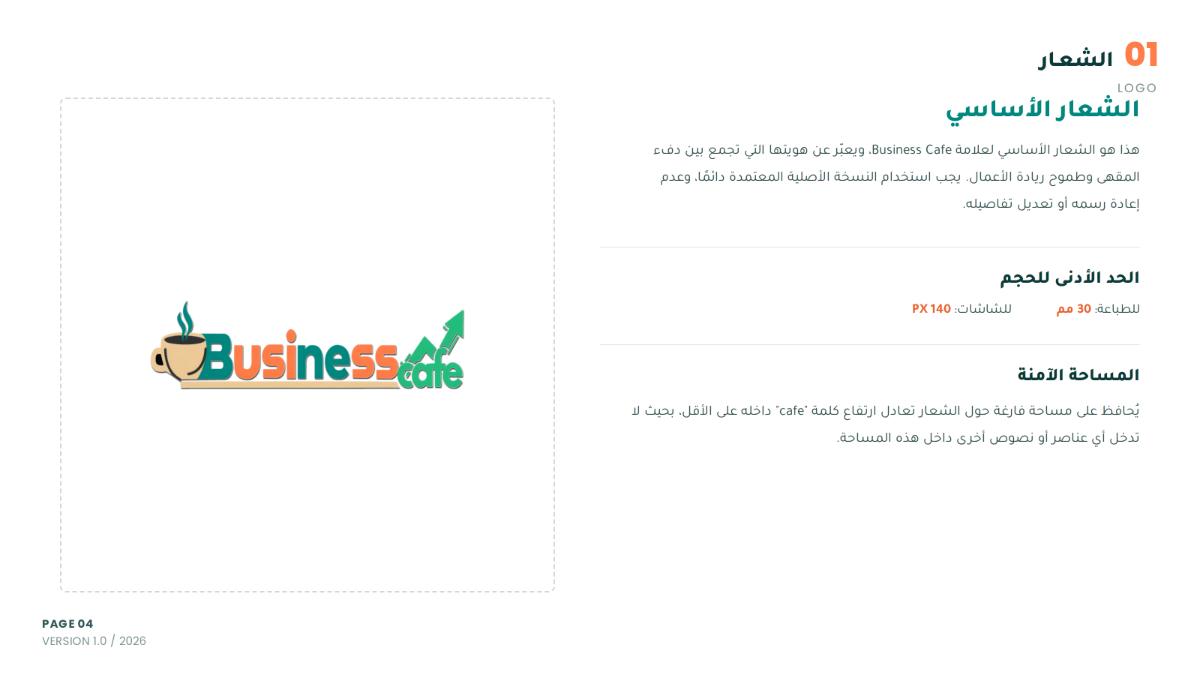 01 الشعار
LOGO
الشعار الأساسي
هذا هو الشعار الأساسي لعلامة Business Cafe، ويعبّر عن هويتها التي تجمع بين دفء
المقهى وطموح ريادة الأعمال. يجب استخدام النسخة الأصلية المعتمدة دائمًا، وعدم
إعادة رسمه أو تعديل تفاصيله.
الحد الأدنى للحجم
للطباعة: 30 مم للشاشات: 140 PX
المساحة الآمنة
يُحافظ على مساحة فارغة حول الشعار تعادل ارتفاع كلمة "cafe" داخله على الأقل، بحيث لا
تدخل أي عناصر أو نصوص أخرى داخل هذه المساحة.
Business
cafe
PAGE 04
VERSION 1.0 / 2026